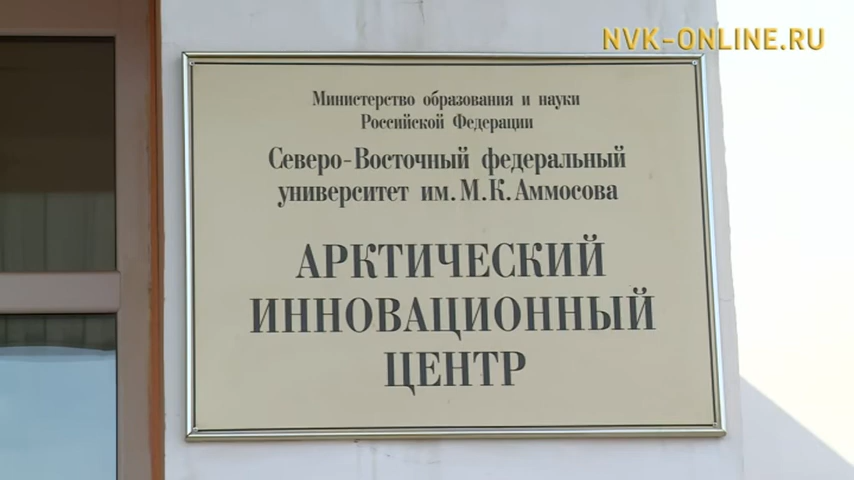 NVK-ONLINE.RU
Министерство образования и науки
Российской Федерации
Северо-Восточный федеральный
университет им. М.К. Аммосова
АРКТИЧЕСКИЙ
ИННОВАЦИОННЫЙ
ЦЕНТР